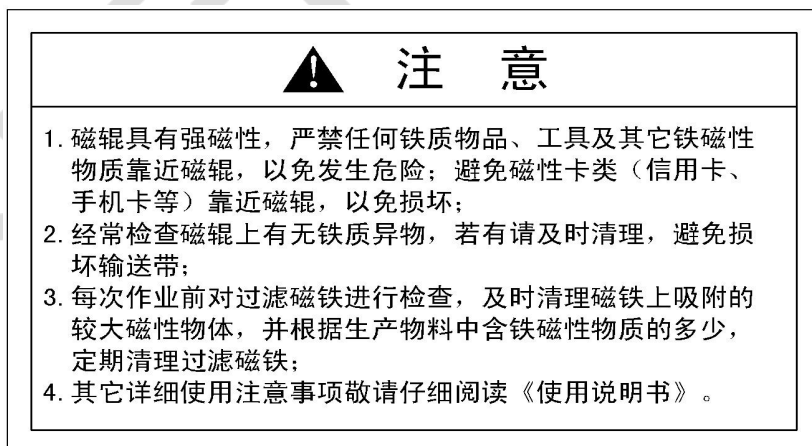 注 意
1. 磁辊具有强磁性，严禁任何铁质物品、工具及其它铁磁性
物质靠近磁辊，以免发生危险；避免磁性卡类（信用卡、
手机卡等）靠近磁辊，以免损坏；
2. 经常检查磁辊上有无铁质异物，若有请及时清理，避免损
坏输送带；
3. 每次作业前对过滤磁铁进行检查，及时清理磁铁上吸附的
较大磁性物体，并根据生产物料中含铁磁性物质的多少，
定期清理过滤磁铁；
4. 其它详细使用注意事项敬请仔细阅读《使用说明书》。